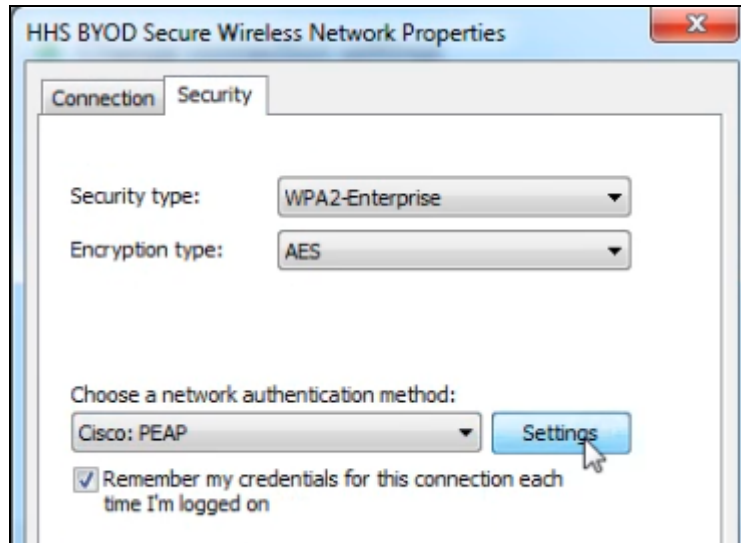 HHS BYOD Secure Wireless Network Properties
Connection Security
Security type: WPA2-Enterprise
Encryption type: AES
Choose a network authentication method:
Cisco: PEAP Settings
Remember my credentials for this connection each
time I'm logged on